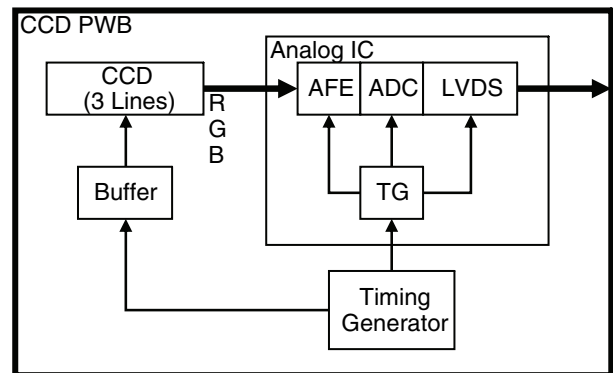 CCD PWB
Analog IC
CCD
(3 Lines)
R
G
B
AFE
ADC
LVDS
Buffer
TG
Timing
Generator